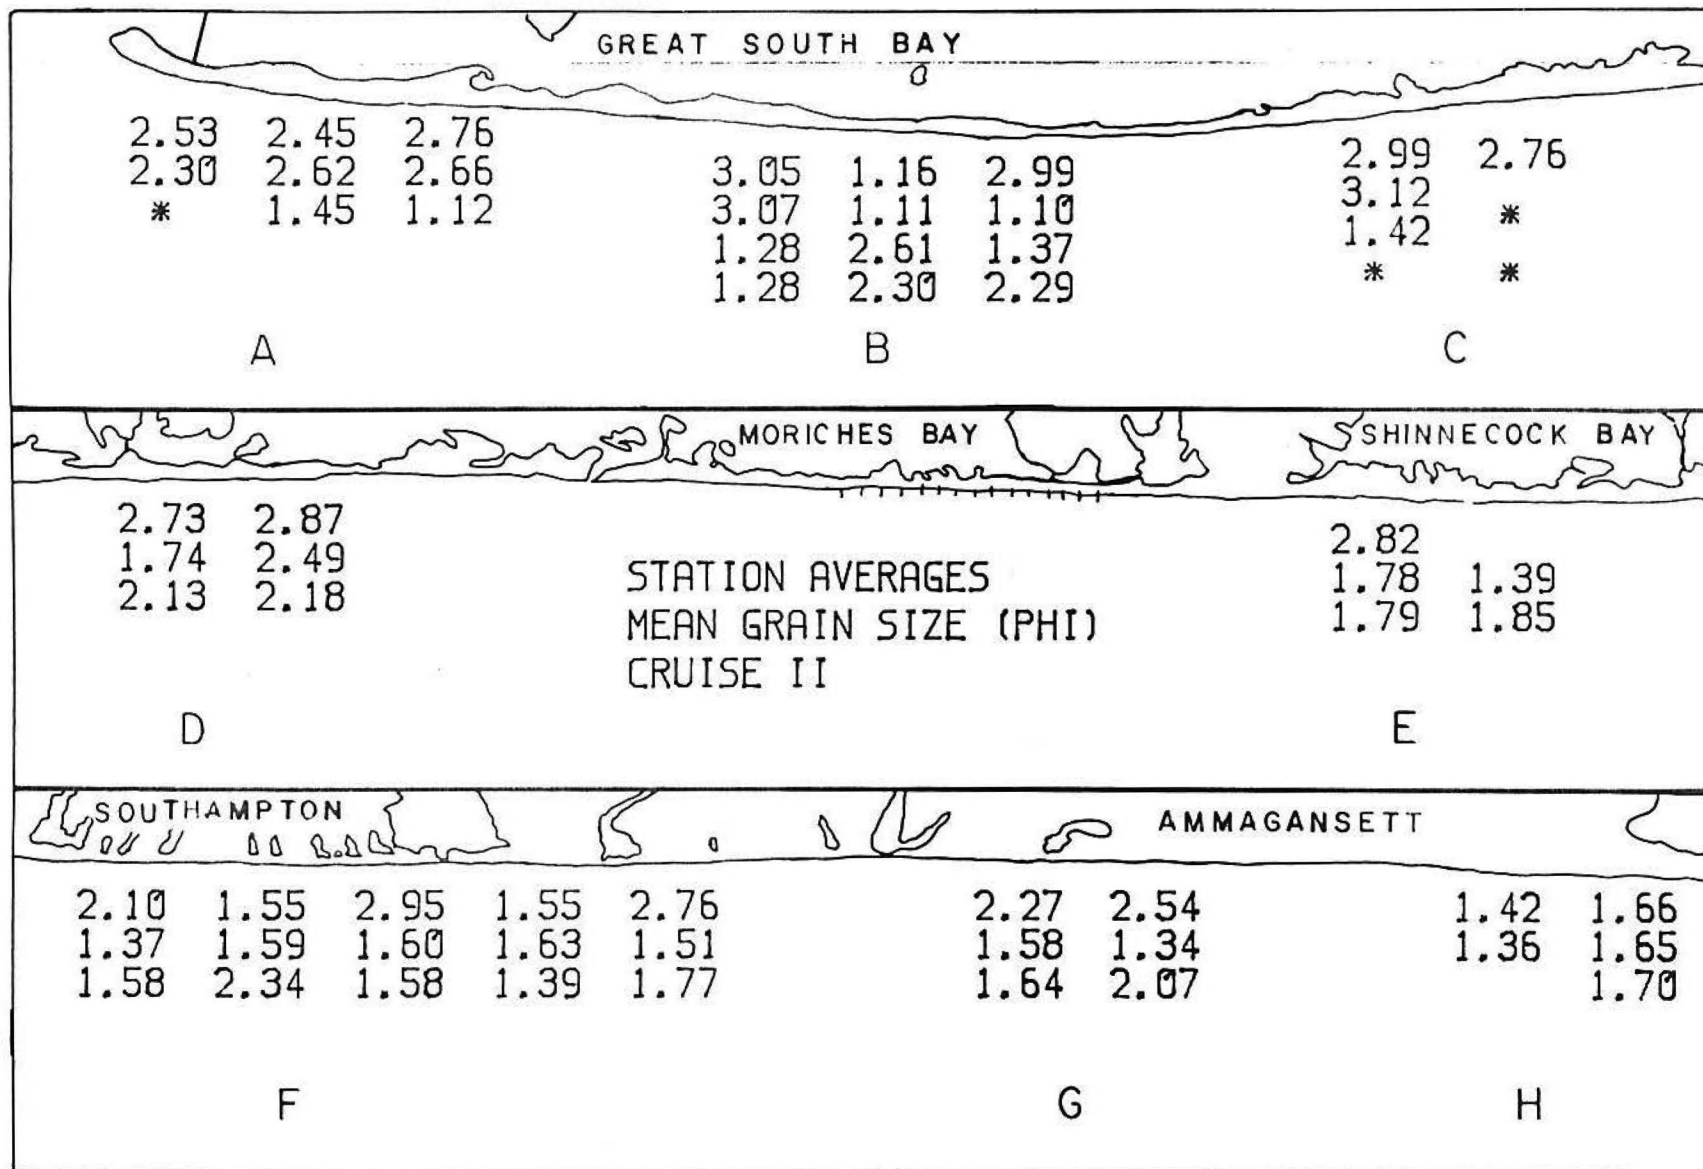 GREAT SOUTH BAY
2.53 2.45 2.76
2.30 2.62 2.66
* 1.45 1.12
A
3.05 1.16 2.99
3.07 1.11 1.10
1.28 2.61 1.37
1.28 2.30 2.29
B
2.99 2.76
3.12
*
1.42
* *
C
MORICHES BAY
SHINNECOCK BAY
2.73 2.87
1.74 2.49
2.13 2.18
D
STATION AVERAGES
MEAN GRAIN SIZE (PHI)
CRUISE II
2.82
1.78 1.39
1.79 1.85
E
SOUTHAMPTON
AMMAGANSETT
2.10 1.55 2.95 1.55 2.76
1.37 1.59 1.60 1.63 1.51
1.58 2.34 1.58 1.39 1.77
F
2.27 2.54
1.58 1.34
1.64 2.07
G
1.42 1.66
1.36 1.65
1.70
H